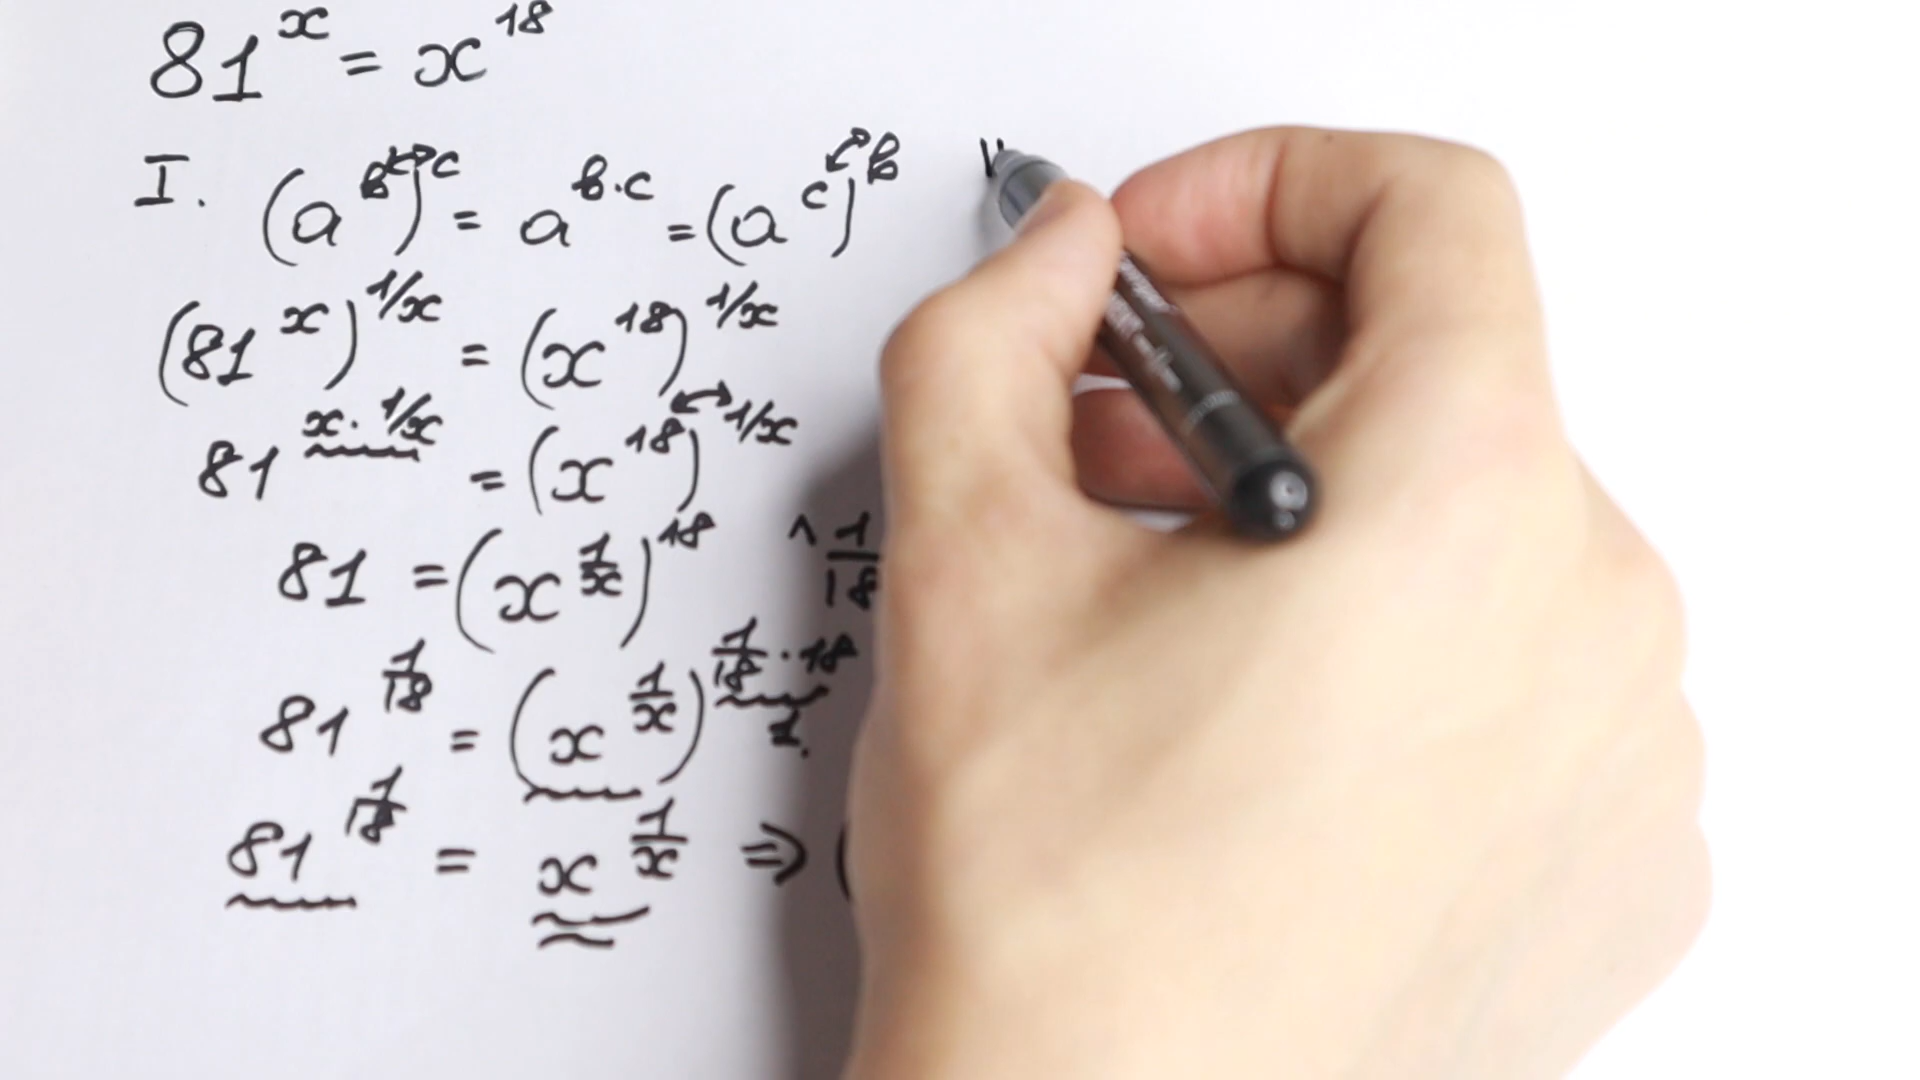 81^x = x^18
I. (a^b)^c = a^(b·c) = (a^c)^b
(81^x)^(1/x) = (x^18)^(1/x)
81^(x·1/x) = (x^18)^(1/x)
81 = (x^(1/x))^18 ^ 1/18
81^(1/18) = (x^(1/x))^(1/18 · 18)
1.
81^(1/18) = x^(1/x) ⇒ (